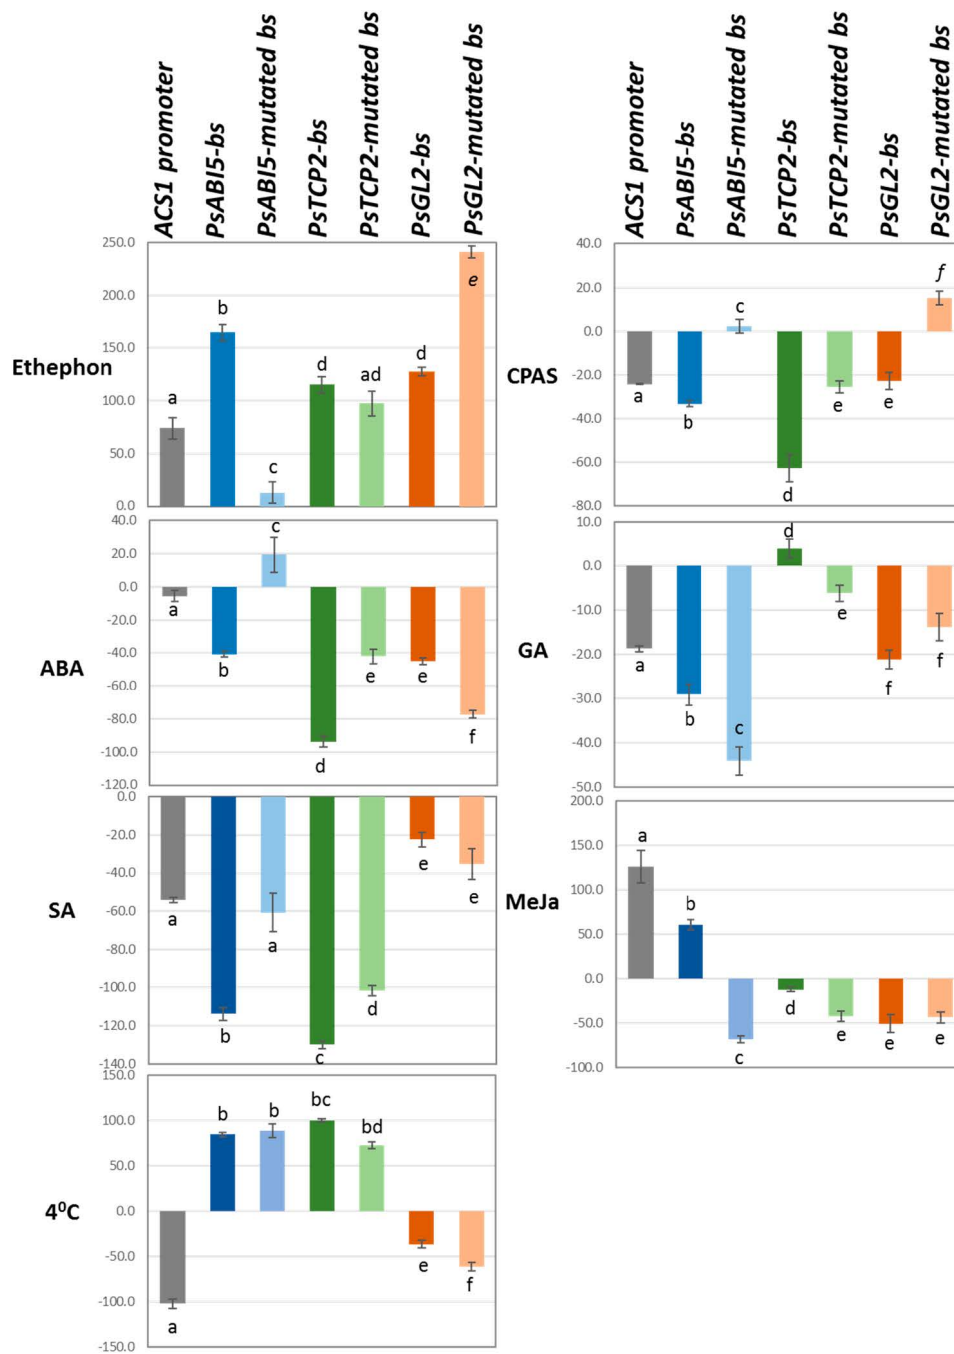 ACS1 promoter
PsABI5-bs
PsABI5-mutated bs
PsTCP2-bs
PsTCP2-mutated bs
PsGL2-bs
PsGL2-mutated bs
Ethephon
250.0
200.0
150.0
100.0
50.0
0.0
a
b
c
d
ad
d
e
ABA
40.0
20.0
0.0
-20.0
-40.0
-60.0
-80.0
-100.0
-120.0
a
b
c
d
e
e
f
SA
0.0
-20.0
-40.0
-60.0
-80.0
-100.0
-120.0
-140.0
a
b
a
c
d
e
e
4⁰C
150.0
100.0
50.0
0.0
-50.0
-100.0
-150.0
a
b
b
bc
bd
e
f
ACS1 promoter
PsABI5-bs
PsABI5-mutated bs
PsTCP2-bs
PsTCP2-mutated bs
PsGL2-bs
PsGL2-mutated bs
CPAS
40.0
20.0
0.0
-20.0
-40.0
-60.0
-80.0
a
b
c
d
e
e
f
GA
10.0
0.0
-10.0
-20.0
-30.0
-40.0
-50.0
a
b
c
d
e
f
f
MeJa
200.0
150.0
100.0
50.0
0.0
-50.0
-100.0
a
b
c
d
e
e
e